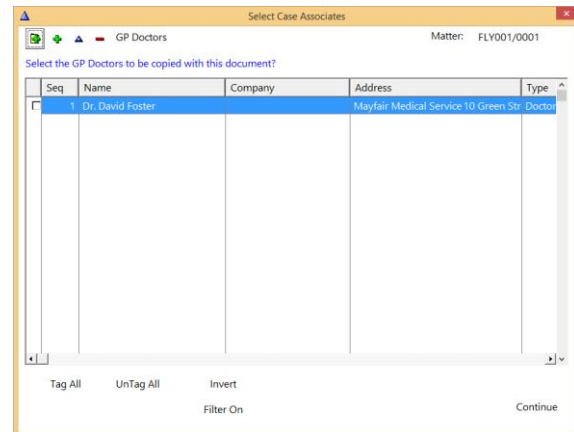 Select Case Associates
GP Doctors Matter: FLY001/0001
Select the GP Doctors to be copied with this document?
Seq Name Company Address Type
1 Dr. David Foster Mayfair Medical Service 10 Green Str Doctor
Tag All UnTag All Invert
Filter On Continue